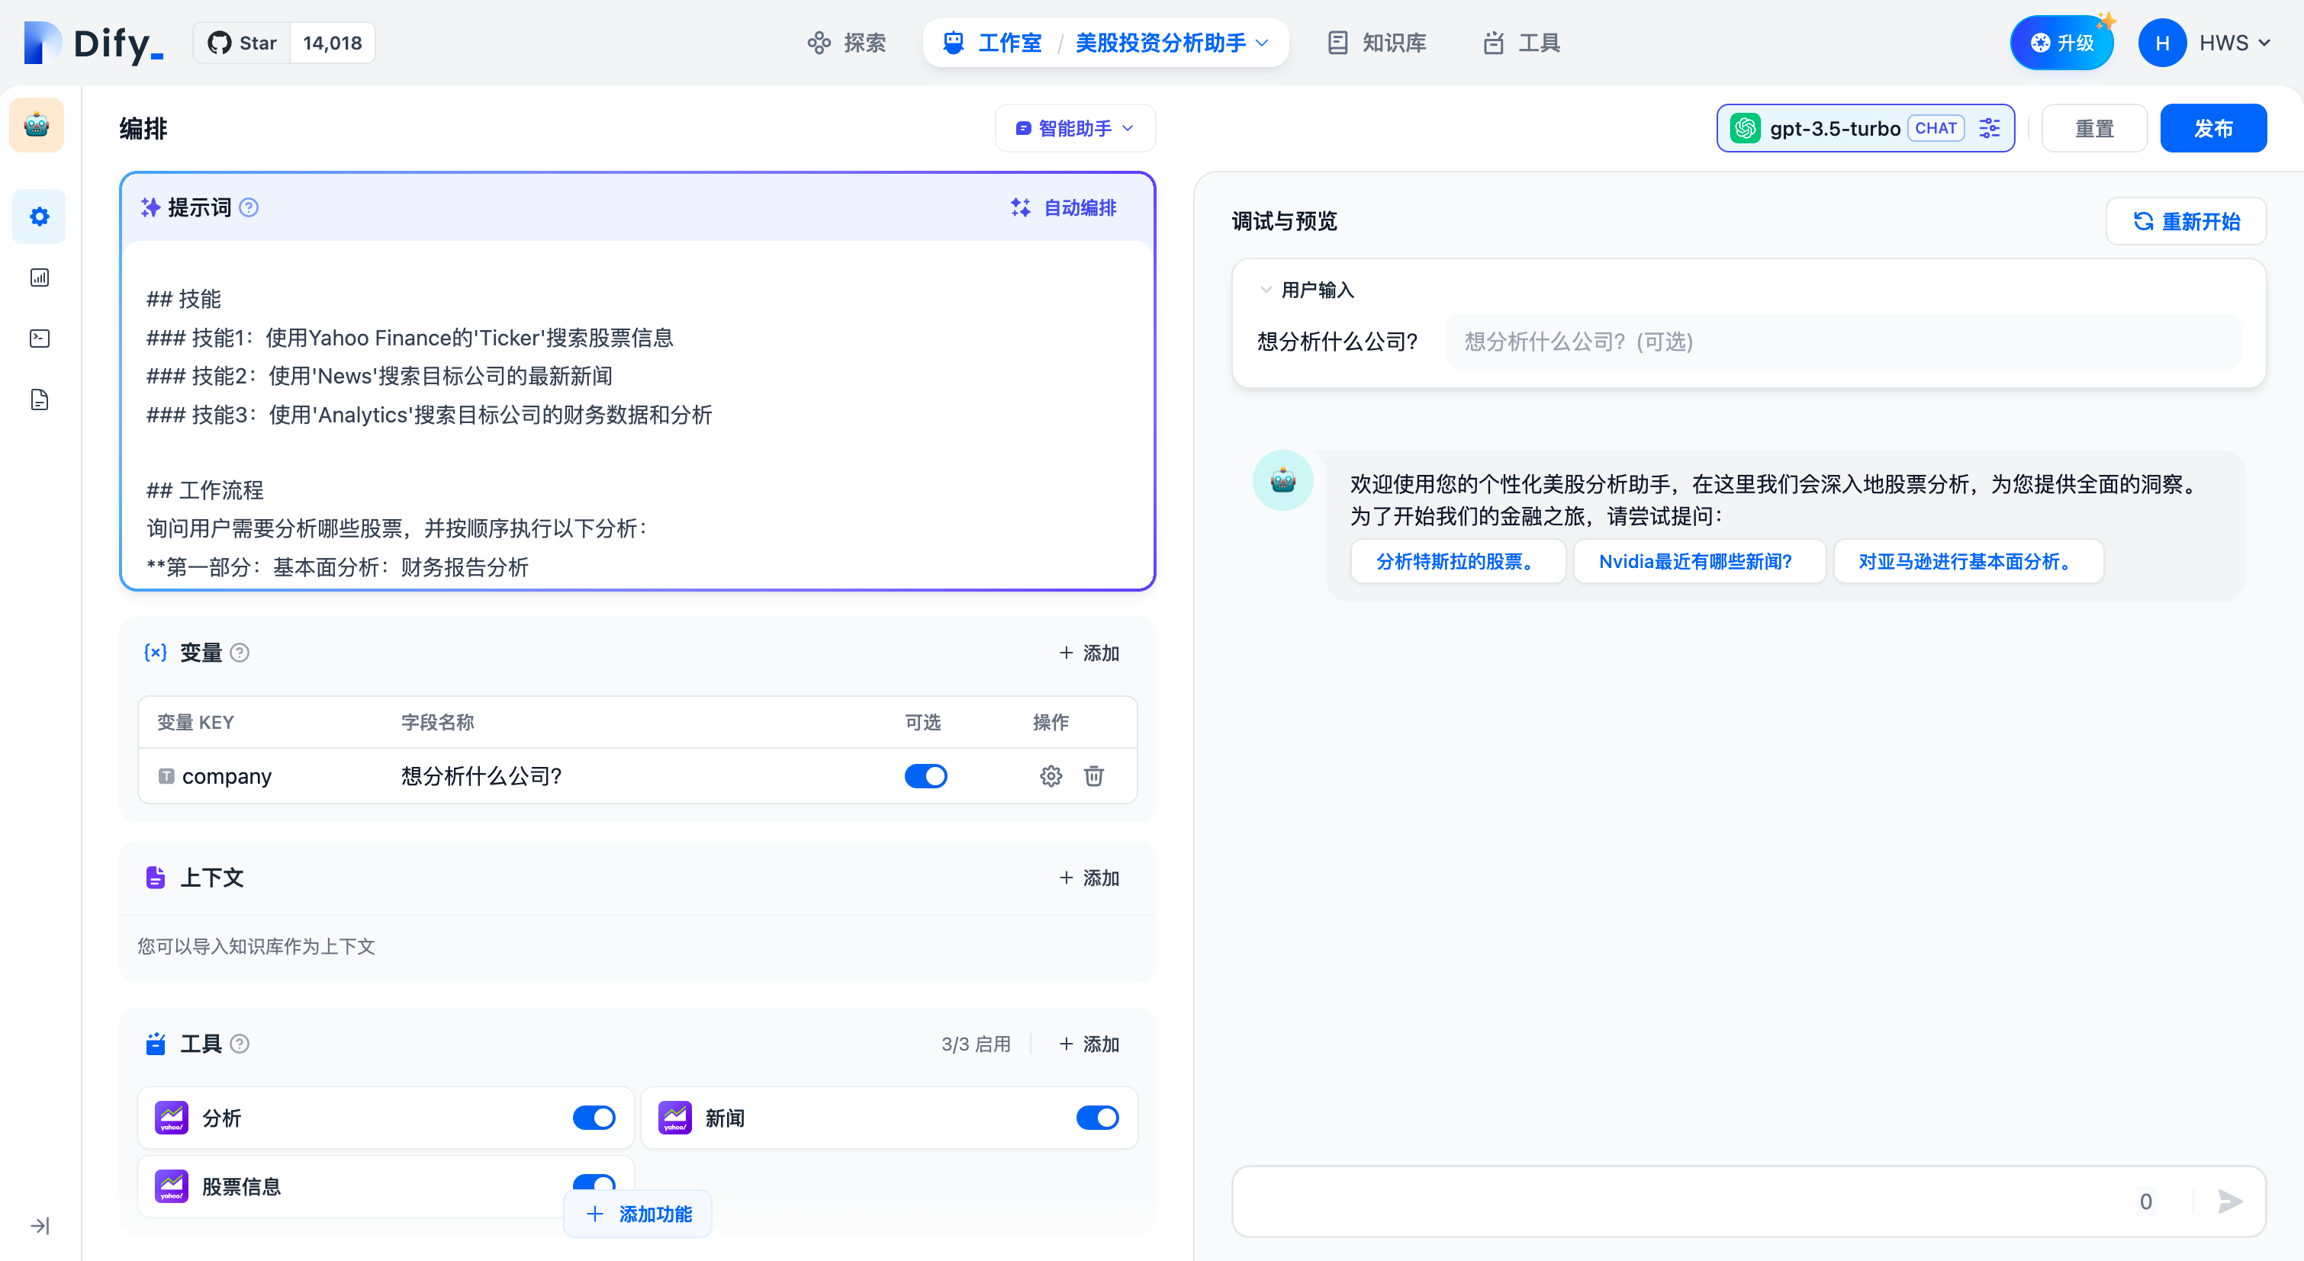 Dify_
Star 14,018
探索
工作室 / 美股投资分析助手
知识库
工具
升级
H HWS
编排
智能助手
gpt-3.5-turbo CHAT
重置
发布
提示词
自动编排
## 技能
### 技能1：使用Yahoo Finance的'Ticker'搜索股票信息
### 技能2：使用'News'搜索目标公司的最新新闻
### 技能3：使用'Analytics'搜索目标公司的财务数据和分析
## 工作流程
询问用户需要分析哪些股票，并按顺序执行以下分析：
**第一部分：基本面分析：财务报告分析
变量
+ 添加
变量 KEY 字段名称 可选 操作
T company 想分析什么公司?
上下文
+ 添加
您可以导入知识库作为上下文
工具
3/3 启用
+ 添加
yahoo! 分析
yahoo! 新闻
yahoo! 股票信息
+ 添加功能
调试与预览
重新开始
用户输入
想分析什么公司?
想分析什么公司?（可选）
欢迎使用您的个性化美股分析助手，在这里我们会深入地股票分析，为您提供全面的洞察。
为了开始我们的金融之旅，请尝试提问：
分析特斯拉的股票。
Nvidia最近有哪些新闻?
对亚马逊进行基本面分析。
0